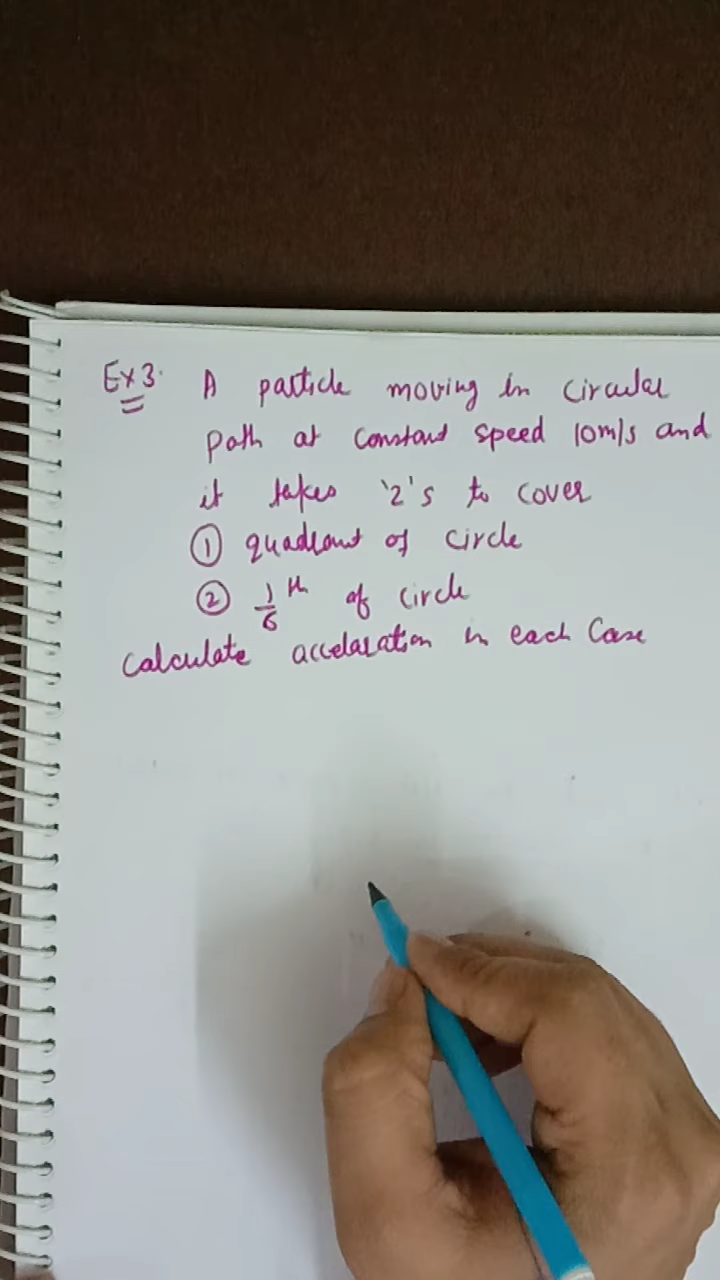 Ex3. A particle moving in circular
path at constant speed 10m/s and
it takes '2's to cover
① quadrant of circle
② 1/6 th of circle
calculate accelaration in each case